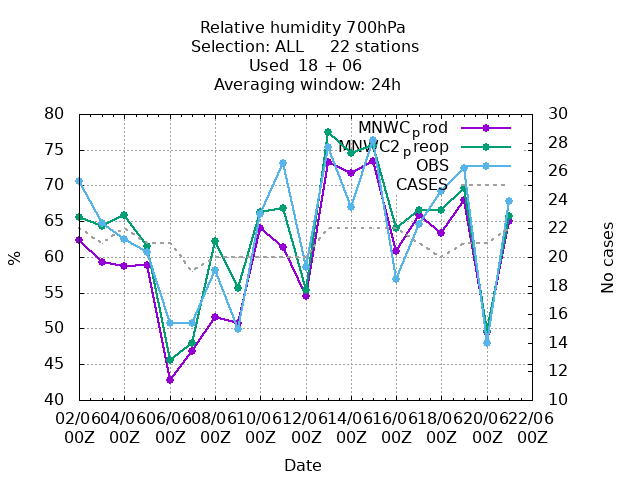 Relative humidity 700hPa
Selection: ALL 22 stations
Used 18 + 06
Averaging window: 24h
80
75
70
65
60
55
50
45
40
30
28
26
24
22
20
18
16
14
12
10
MNWC_prod
MNWC2_preop
OBS
CASES
%
No cases
02/06 04/06 06/06 08/06 10/06 12/06 14/06 16/06 18/06 20/06 22/06
00Z 00Z 00Z 00Z 00Z 00Z 00Z 00Z 00Z 00Z 00Z
Date